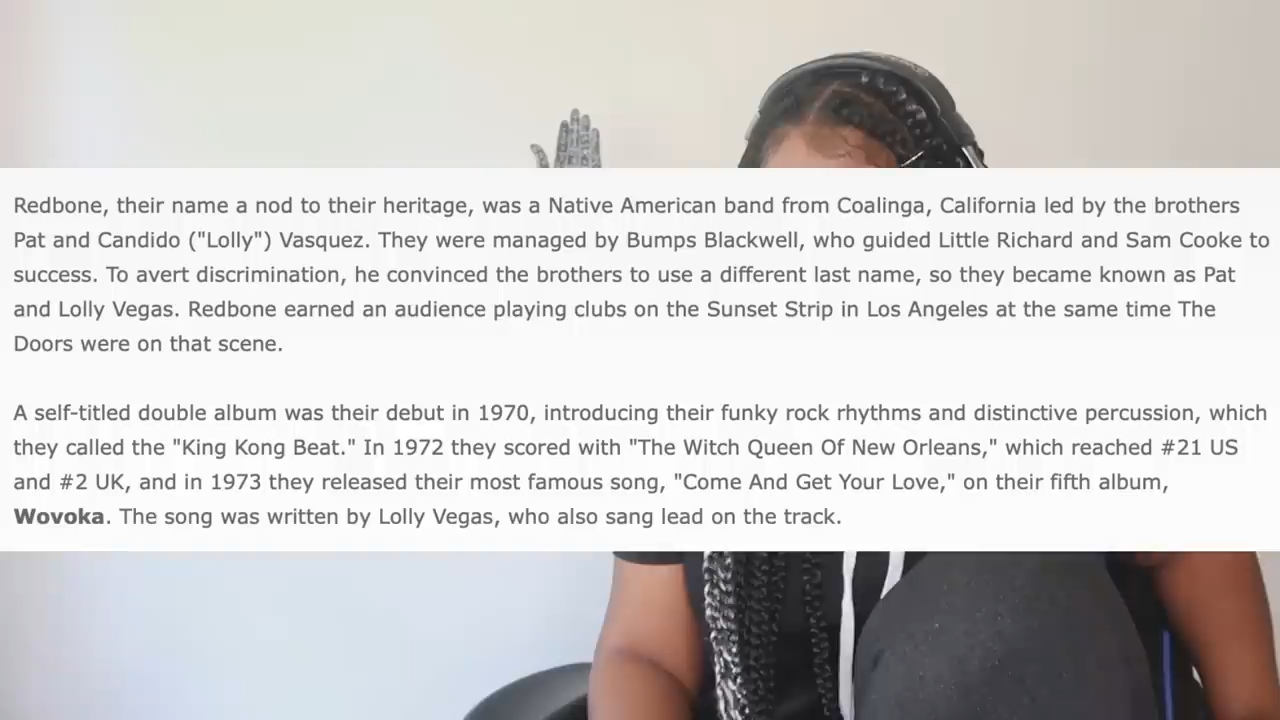 Redbone, their name a nod to their heritage, was a Native American band from Coalinga, California led by the brothers
Pat and Candido ("Lolly") Vasquez. They were managed by Bumps Blackwell, who guided Little Richard and Sam Cooke to
success. To avert discrimination, he convinced the brothers to use a different last name, so they became known as Pat
and Lolly Vegas. Redbone earned an audience playing clubs on the Sunset Strip in Los Angeles at the same time The
Doors were on that scene.
A self-titled double album was their debut in 1970, introducing their funky rock rhythms and distinctive percussion, which
they called the "King Kong Beat." In 1972 they scored with "The Witch Queen Of New Orleans," which reached #21 US
and #2 UK, and in 1973 they released their most famous song, "Come And Get Your Love," on their fifth album,
Wovoka. The song was written by Lolly Vegas, who also sang lead on the track.